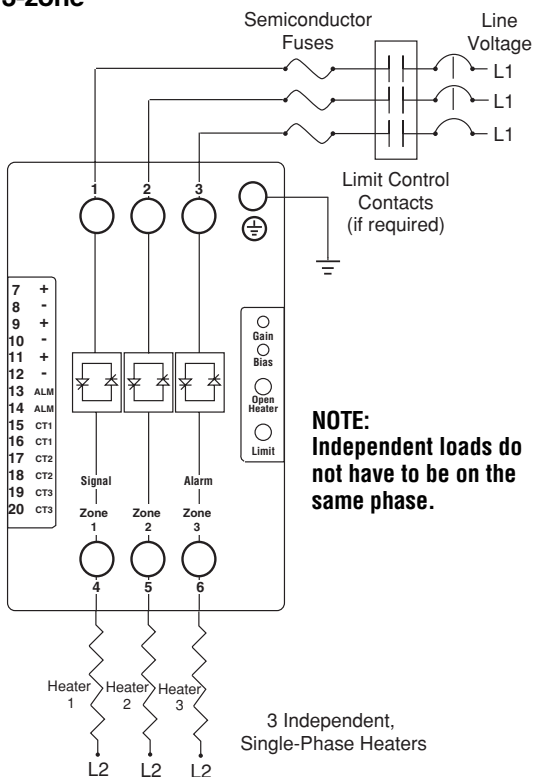 3-zone
Semiconductor
Fuses
Line
Voltage
L1
L1
L1
Limit Control
Contacts
(if required)
1 2 3
7 +
8 -
9 +
10 -
11 +
12 -
13 ALM
14 ALM
15 CT1
16 CT1
17 CT2
18 CT2
19 CT3
20 CT3
Gain
Bias
Open
Heater
Limit
Signal
Alarm
Zone
1
Zone
2
Zone
3
4 5 6
NOTE:
Independent loads do
not have to be on the
same phase.
Heater
1
Heater
2
Heater
3
3 Independent,
Single-Phase Heaters
L2 L2 L2